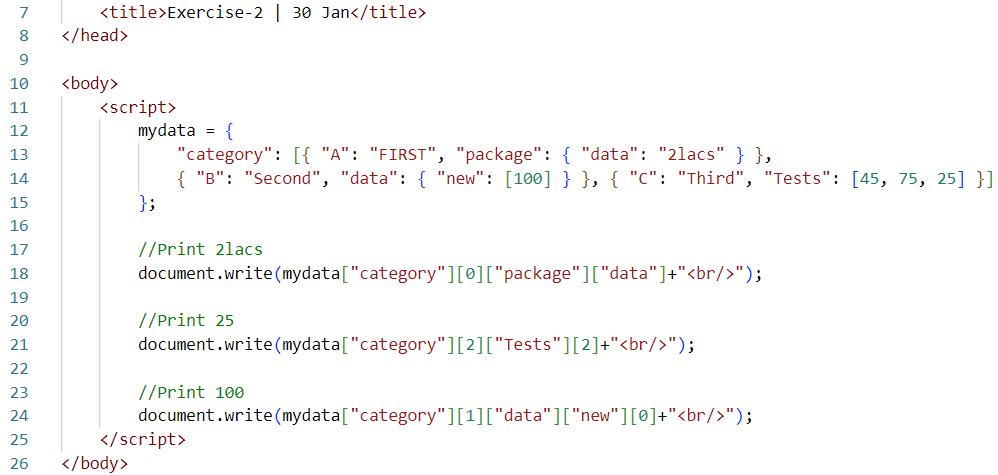 7 <title>Exercise-2 | 30 Jan</title>
8 </head>
9
10 <body>
11 <script>
12 mydata = {
13 "category": [{ "A": "FIRST", "package": { "data": "2lacs" } },
14 { "B": "Second", "data": { "new": [100] } }, { "C": "Third", "Tests": [45, 75, 25] }]
15 };
16
17 //Print 2lacs
18 document.write(mydata["category"][0]["package"]["data"]+"<br/>");
19
20 //Print 25
21 document.write(mydata["category"][2]["Tests"][2]+"<br/>");
22
23 //Print 100
24 document.write(mydata["category"][1]["data"]["new"][0]+"<br/>");
25 </script>
26 </body>